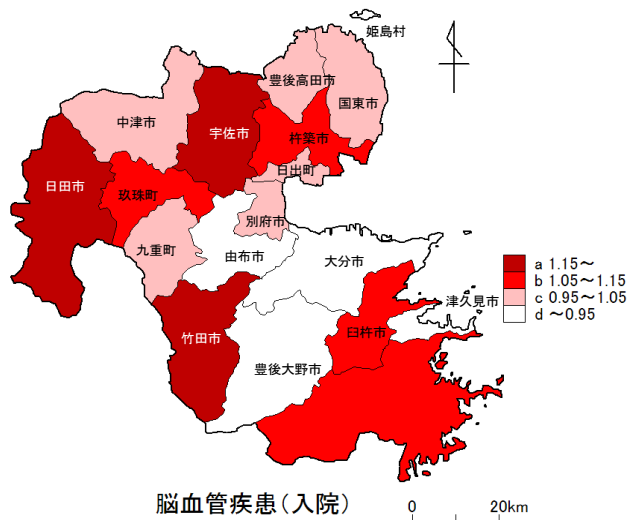 姫島村
豊後高田市
国東市
中津市
宇佐市
杵築市
日出町
日田市
玖珠町
別府市
九重町
由布市
大分市
a 1.15～
b 1.05～1.15
c 0.95～1.05
d ～0.95
津久見市
臼杵市
竹田市
豊後大野市
脳血管疾患(入院)
0 20km